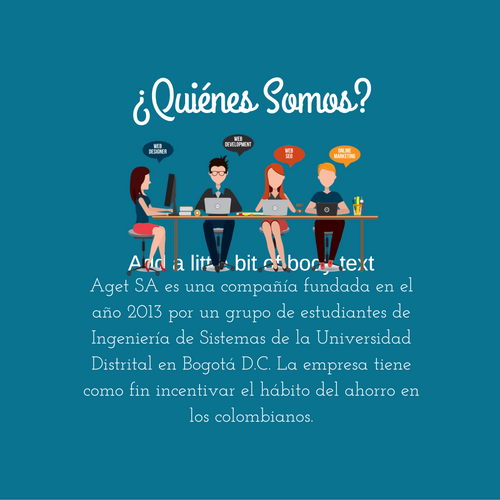 ¿Quiénes Somos?
WEB
DESIGNER
WEB
DEVELOPMENT
WEB
SEO
ONLINE
MARKETING
Add a little bit of body text
Aget SA es una compañía fundada en el
año 2013 por un grupo de estudiantes de
Ingeniería de Sistemas de la Universidad
Distrital en Bogotá D.C. La empresa tiene
como fin incentivar el hábito del ahorro en
los colombianos.